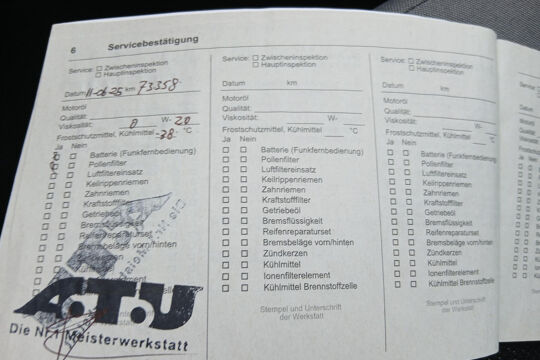 6 Servicebestätigung
Service: ☐ Zwischeninspektion
☐ Hauptinspektion
Datum 11-06-25 km 73358
Motoröl
Qualität:
Viskosität: 0 W- 20
Frostschutzmittel, Kühlmittel -38- °C
Ja Nein
Batterie (Funkfernbedienung)
Pollenfilter
Luftfiltereinsatz
Keilrippenriemen
Zahnriemen
Kraftstofffilter
Getriebeöl
Bremsflüssigkeit
Reifenreparaturset
Bremsbeläge vorn/hinten
Zündkerzen
A.T.U
Die Nr.1 Meisterwerkstatt
Service: ☐ Zwischeninspektion
☐ Hauptinspektion
Datum km
Motoröl
Qualität:
Viskosität: W-
Frostschutzmittel, Kühlmittel °C
Ja Nein
Batterie (Funkfernbedienung)
Pollenfilter
Luftfiltereinsatz
Keilrippenriemen
Zahnriemen
Kraftstofffilter
Getriebeöl
Bremsflüssigkeit
Reifenreparaturset
Bremsbeläge vorn/hinten
Zündkerzen
Kühlmittel
Ionenfilterelement
Kühlmittel Brennstoffzelle
Stempel und Unterschrift
der Werkstatt
Service: ☐ Zwischeninspektion
☐ Hauptinspektion
Datum km
Motoröl
Qualität:
Viskosität: W-
Frostschutzmittel, Kühlmittel °C
Ja Nein
Batterie (Funkfernbedienung)
Pollenfilter
Luftfiltereinsatz
Keilrippenriemen
Zahnriemen
Kraftstofffilter
Getriebeöl
Bremsflüssigkeit
Reifenreparaturset
Bremsbeläge vorn/hinten
Zündkerzen
Kühlmittel
Ionenfilterelement
Kühlmittel Brennstoffzelle
Stempel und Unterschrift
der Werkstatt